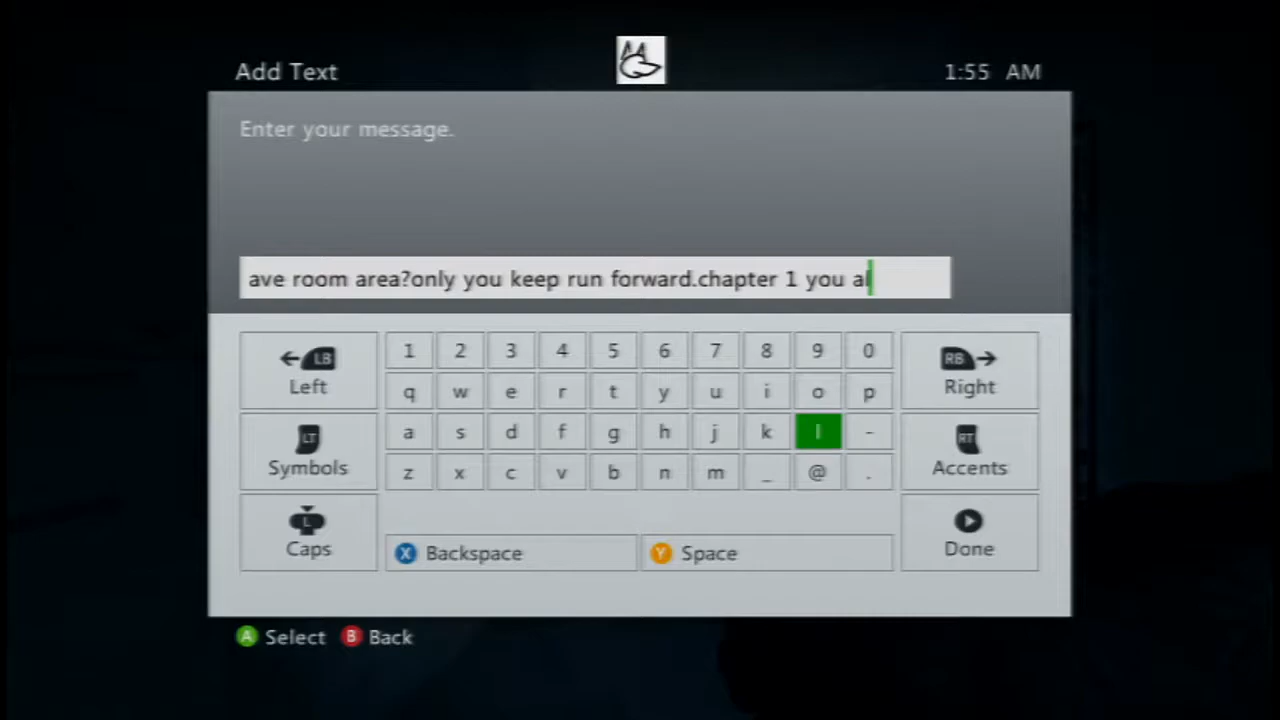 Add Text
1:55 AM
Enter your message.
ave room area?only you keep run forward.chapter 1 you al
LB
Left
1 2 3 4 5 6 7 8 9 0
RB
Right
q w e r t y u i o p
LT
Symbols
a s d f g h j k l -
RT
Accents
z x c v b n m _ @ .
L
Caps
X Backspace
Y Space
Done
A Select B Back